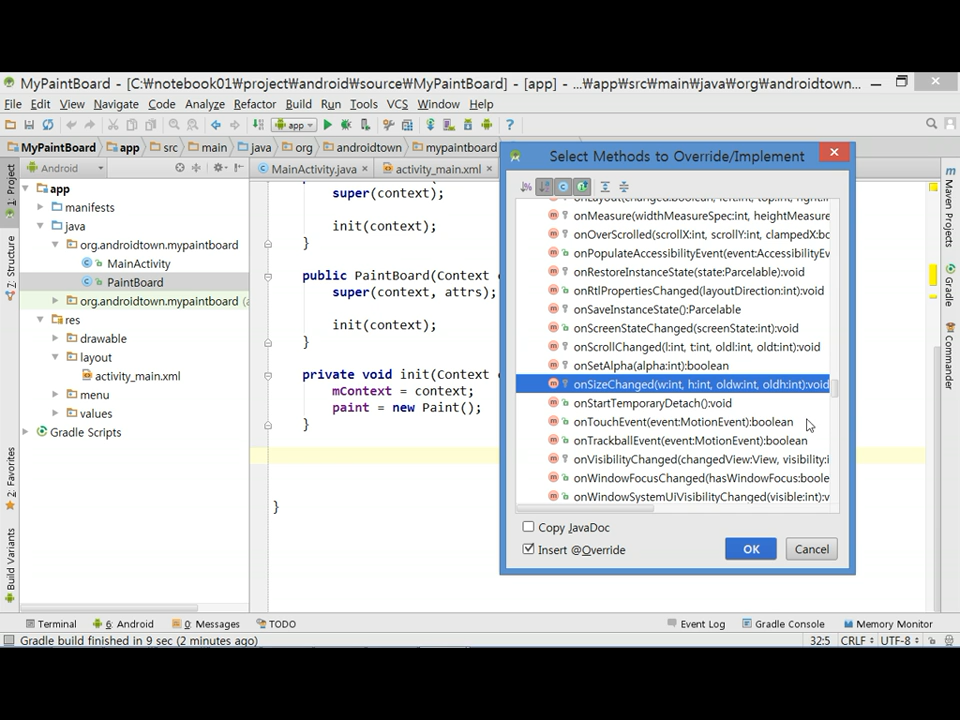 MyPaintBoard - [C:₩notebook01₩project₩android₩source₩MyPaintBoard] - [app] - ...₩app₩src₩main₩java₩org₩androidtown...
File Edit View Navigate Code Analyze Refactor Build Run Tools VCS Window Help
app
MyPaintBoard app src main java org androidtown mypaintboard
1: Project
7: Structure
2: Favorites
Build Variants
Android
app
manifests
java
org.androidtown.mypaintboard
MainActivity
PaintBoard
org.androidtown.mypaintboard
res
drawable
layout
activity_main.xml
menu
values
Gradle Scripts
MainActivity.java activity_main.xml
super(context);
init(context);
}
public PaintBoard(Context
super(context, attrs);
init(context);
}
private void init(Context
mContext = context;
paint = new Paint();
}
}
Select Methods to Override/Implement
onMeasure(widthMeasureSpec:int, heightMeasure
onOverScrolled(scrollX:int, scrollY:int, clampedX:bo
onPopulateAccessibilityEvent(event:AccessibilityEv
onRestoreInstanceState(state:Parcelable):void
onRtlPropertiesChanged(layoutDirection:int):void
onSaveInstanceState():Parcelable
onScreenStateChanged(screenState:int):void
onScrollChanged(l:int, t:int, oldl:int, oldt:int):void
onSetAlpha(alpha:int):boolean
onSizeChanged(w:int, h:int, oldw:int, oldh:int):void
onStartTemporaryDetach():void
onTouchEvent(event:MotionEvent):boolean
onTrackballEvent(event:MotionEvent):boolean
onVisibilityChanged(changedView:View, visibility:i
onWindowFocusChanged(hasWindowFocus:boole
onWindowSystemUiVisibilityChanged(visible:int):v
Copy JavaDoc
Insert @Override
OK Cancel
Maven Projects
Gradle
Commander
Terminal 6: Android 0: Messages TODO Event Log Gradle Console Memory Monitor
Gradle build finished in 9 sec (2 minutes ago) 32:5 CRLF UTF-8